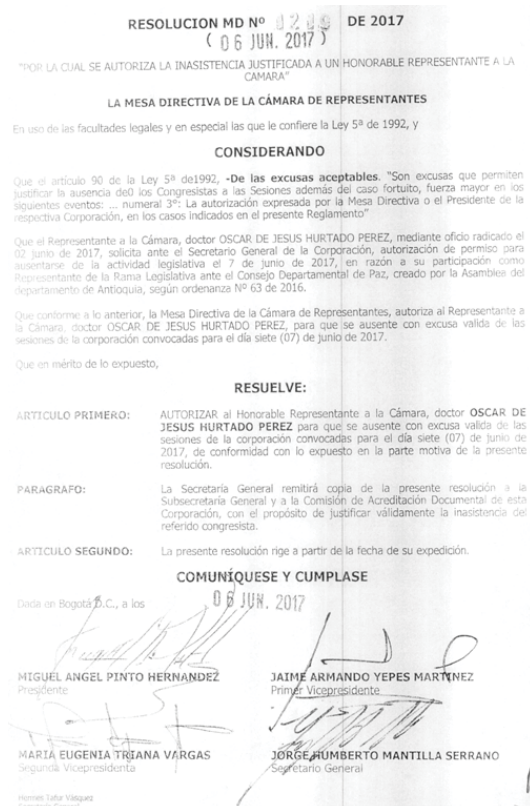 RESOLUCION MD Nº DE 2017
( 06 JUN. 2017 )
"POR LA CUAL SE AUTORIZA LA INASISTENCIA JUSTIFICADA A UN HONORABLE REPRESENTANTE A LA
CAMARA"
LA MESA DIRECTIVA DE LA CÁMARA DE REPRESENTANTES
En uso de las facultades legales y en especial las que le confiere la Ley 5ª de 1992, y
CONSIDERANDO
Que el artículo 90 de la Ley 5ª de1992, -De las excusas aceptables. "Son excusas que permiten
justificar la ausencia de0 los Congresistas a las Sesiones además del caso fortuito, fuerza mayor en los
siguientes eventos: ... numeral 3º: La autorización expresada por la Mesa Directiva o el Presidente de la
respectiva Corporación, en los casos indicados en el presente Reglamento"
Que el Representante a la Cámara, doctor OSCAR DE JESUS HURTADO PEREZ, mediante oficio radicado el
02 junio de 2017, solicita ante el Secretario General de la Corporación, autorización de permiso para
ausentarse de la actividad legislativa el 7 de junio de 2017, en razón a su participación como
Representante de la Rama Legislativa ante el Consejo Departamental de Paz, creado por la Asamblea del
departamento de Antioquia, según ordenanza Nº 63 de 2016.
Que conforme a lo anterior, la Mesa Directiva de la Cámara de Representantes, autoriza al Representante a
la Cámara, doctor OSCAR DE JESUS HURTADO PEREZ, para que se ausente con excusa valida de las
sesiones de la corporación convocadas para el día siete (07) de junio de 2017.
Que en mérito de lo expuesto,
RESUELVE:
ARTICULO PRIMERO: AUTORIZAR al Honorable Representante a la Cámara, doctor OSCAR DE
JESUS HURTADO PEREZ para que se ausente con excusa valida de las
sesiones de la corporación convocadas para el día siete (07) de junio de
2017, de conformidad con lo expuesto en la parte motiva de la presente
resolución.
PARAGRAFO: La Secretaría General remitirá copia de la presente resolución a la
Subsecretaría General y a la Comisión de Acreditación Documental de esta
Corporación, con el propósito de justificar válidamente la inasistencia del
referido congresista.
ARTICULO SEGUNDO: La presente resolución rige a partir de la fecha de su expedición.
COMUNÍQUESE Y CUMPLASE
Dada en Bogotá D.C., a los 06 JUN. 2017
MIGUEL ANGEL PINTO HERNANDEZ JAIME ARMANDO YEPES MARTINEZ
Presidente Primer Vicepresidente
MARIA EUGENIA TRIANA VARGAS JORGE HUMBERTO MANTILLA SERRANO
Segunda Vicepresidenta Secretario General
Hermes Tafur Vásquez